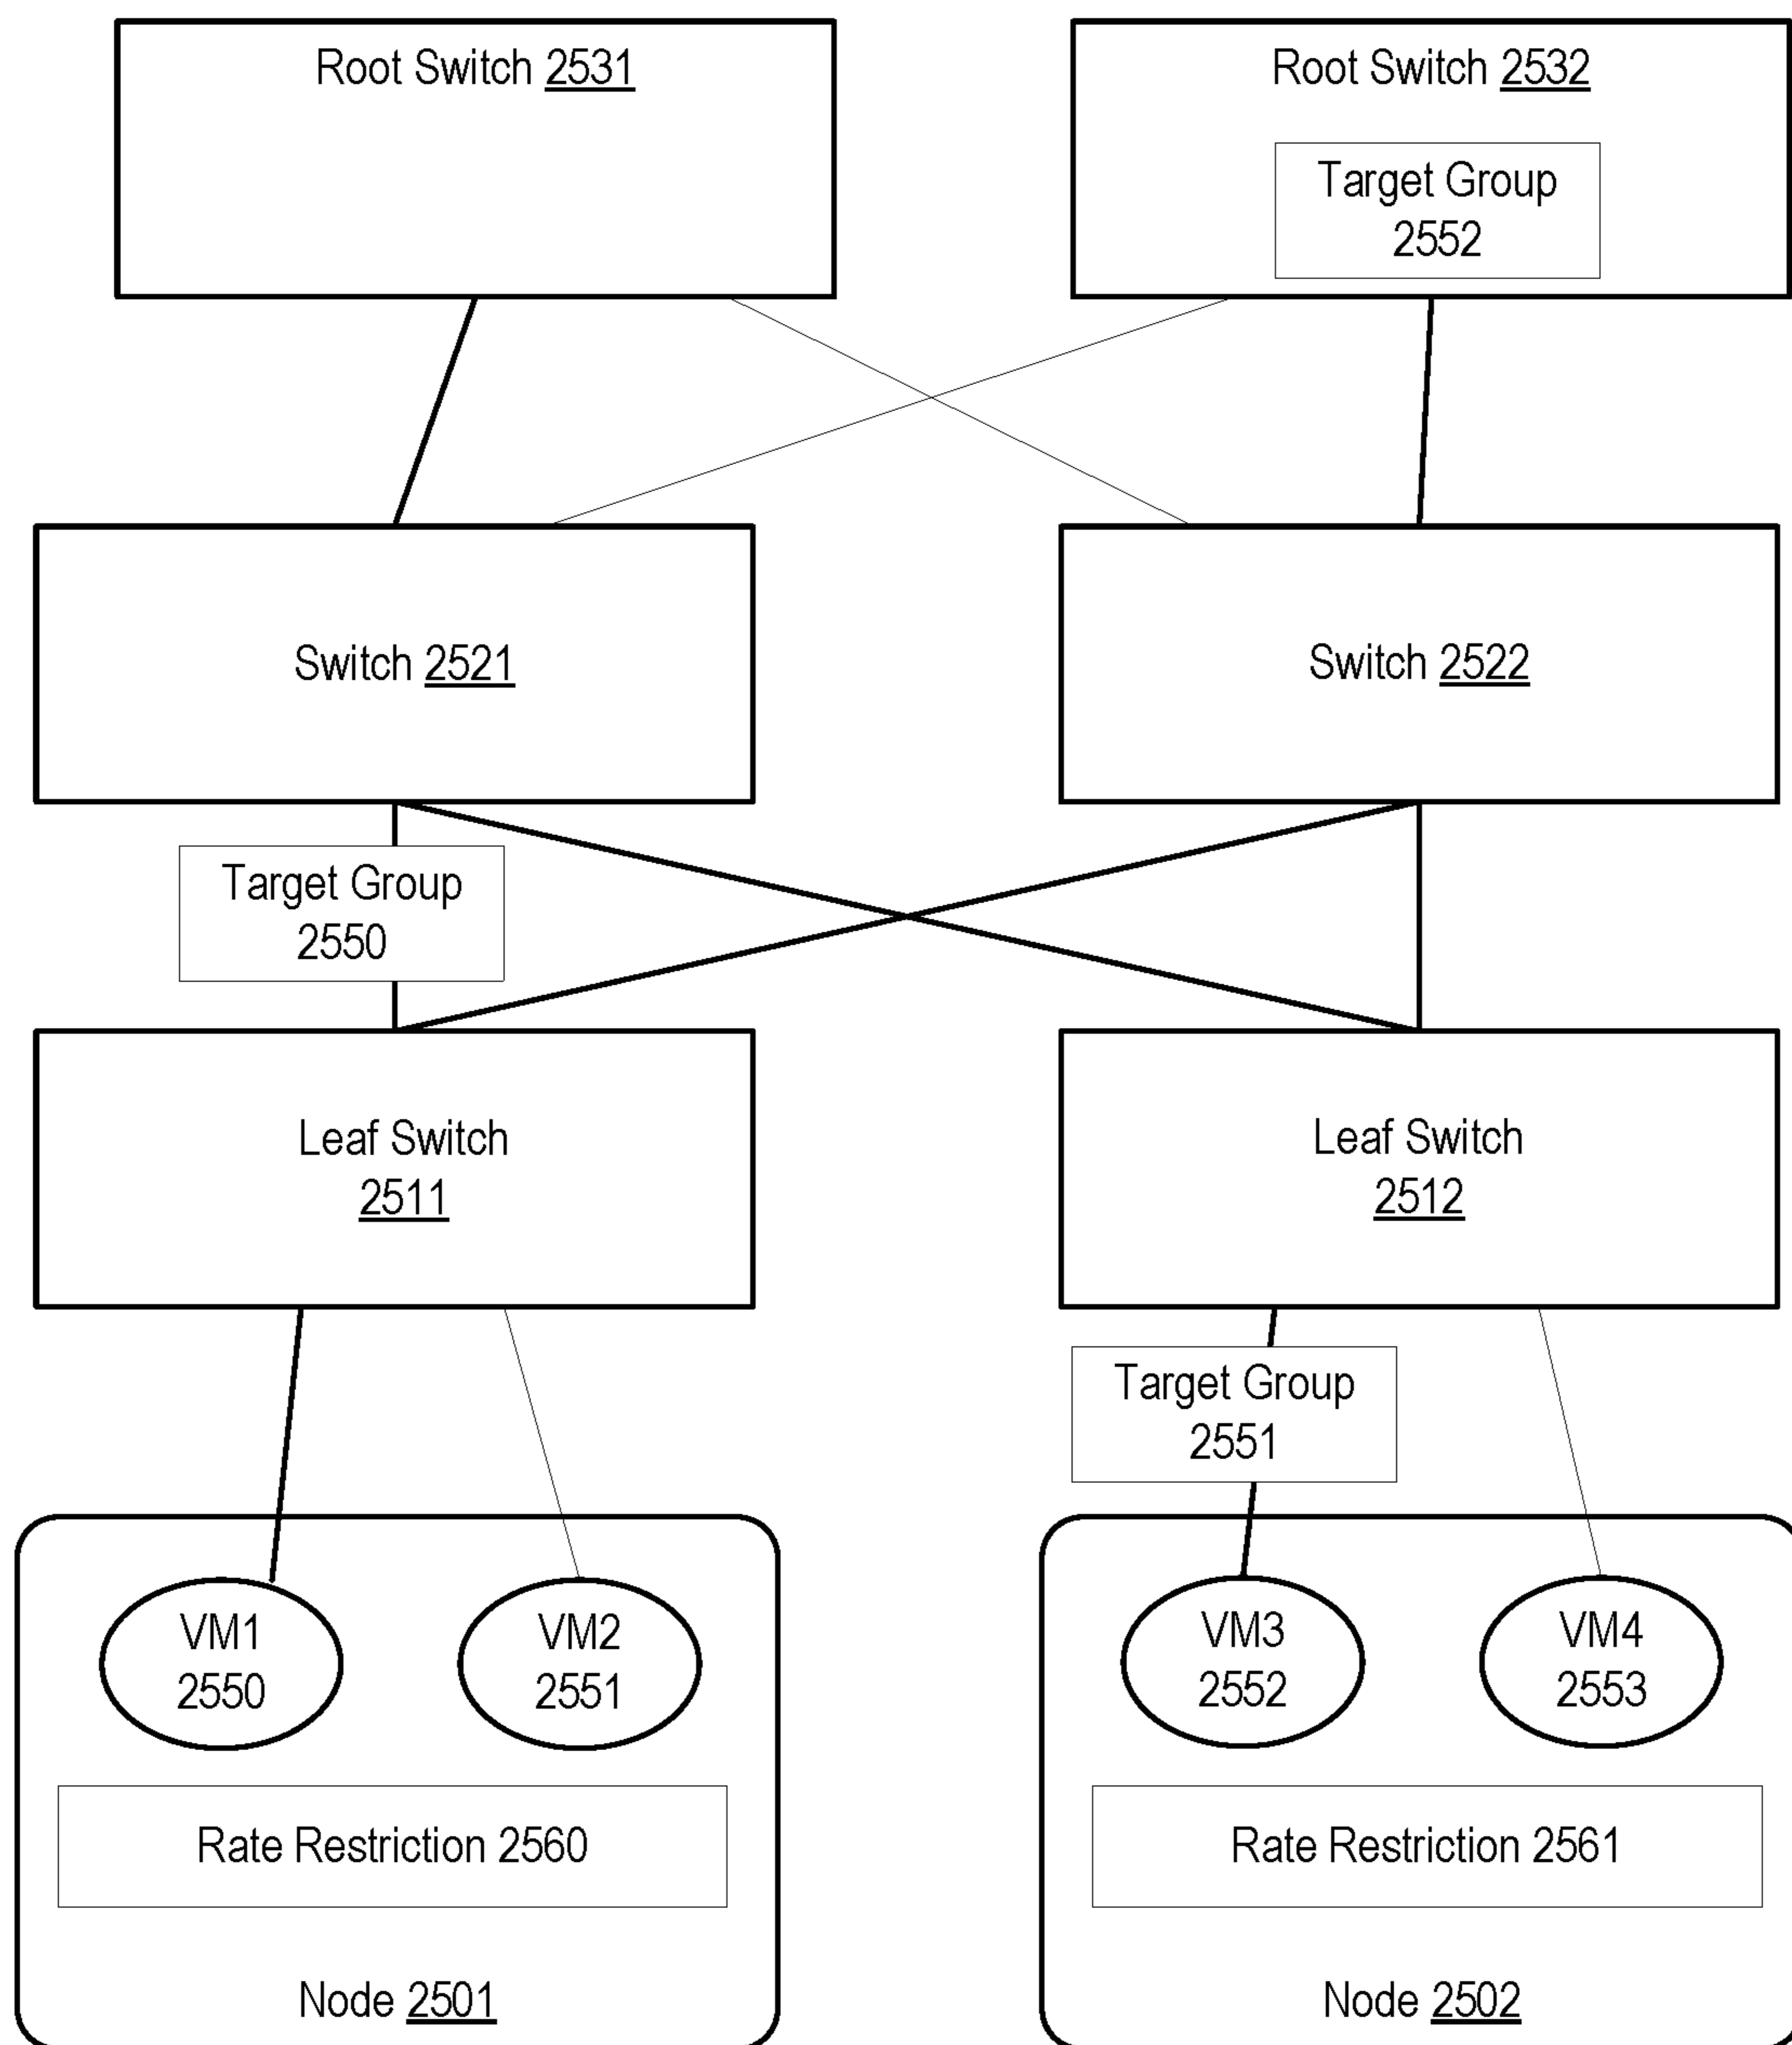 Root Switch 2531
Root Switch 2532
Target Group
2552
Switch 2521
Switch 2522
Target Group
2550
Leaf Switch
2511
Leaf Switch
2512
Target Group
2551
VM1
2550
VM2
2551
VM3
2552
VM4
2553
Rate Restriction 2560
Rate Restriction 2561
Node 2501
Node 2502